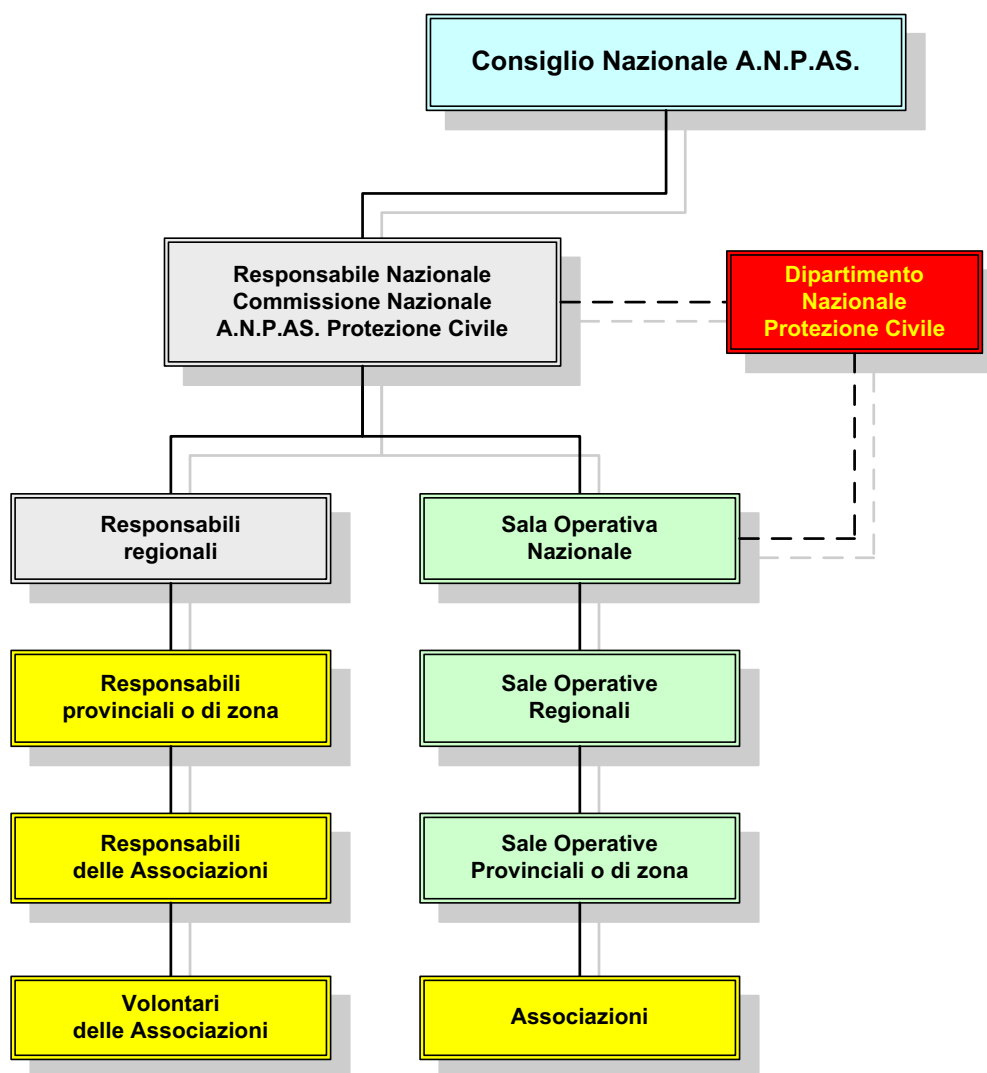 Consiglio Nazionale A.N.P.AS.
Responsabile Nazionale
Commissione Nazionale
A.N.P.AS. Protezione Civile
Dipartimento
Nazionale
Protezione Civile
Responsabili
regionali
Sala Operativa
Nazionale
Responsabili
provinciali o di zona
Sale Operative
Regionali
Responsabili
delle Associazioni
Sale Operative
Provinciali o di zona
Volontari
delle Associazioni
Associazioni